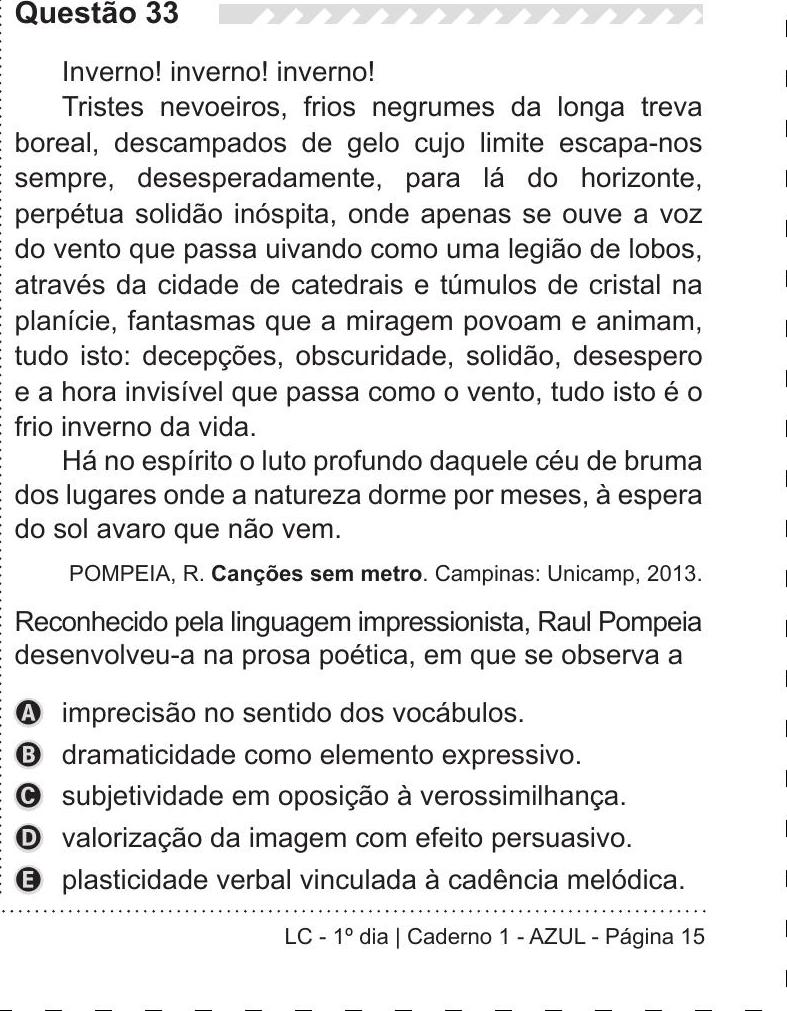 Questão 33
Inverno! inverno! inverno!
Tristes nevoeiros, frios negrumes da longa treva
boreal, descampados de gelo cujo limite escapa-nos
sempre, desesperadamente, para lá do horizonte,
perpétua solidão inóspita, onde apenas se ouve a voz
do vento que passa uivando como uma legião de lobos,
através da cidade de catedrais e túmulos de cristal na
planície, fantasmas que a miragem povoam e animam,
tudo isto: decepções, obscuridade, solidão, desespero
e a hora invisível que passa como o vento, tudo isto é o
frio inverno da vida.
Há no espírito o luto profundo daquele céu de bruma
dos lugares onde a natureza dorme por meses, à espera
do sol avaro que não vem.
POMPEIA, R. Canções sem metro. Campinas: Unicamp, 2013.
Reconhecido pela linguagem impressionista, Raul Pompeia
desenvolveu-a na prosa poética, em que se observa a
A imprecisão no sentido dos vocábulos.
B dramaticidade como elemento expressivo.
C subjetividade em oposição à verossimilhança.
D valorização da imagem com efeito persuasivo.
E plasticidade verbal vinculada à cadência melódica.
LC - 1º dia | Caderno 1 - AZUL - Página 15